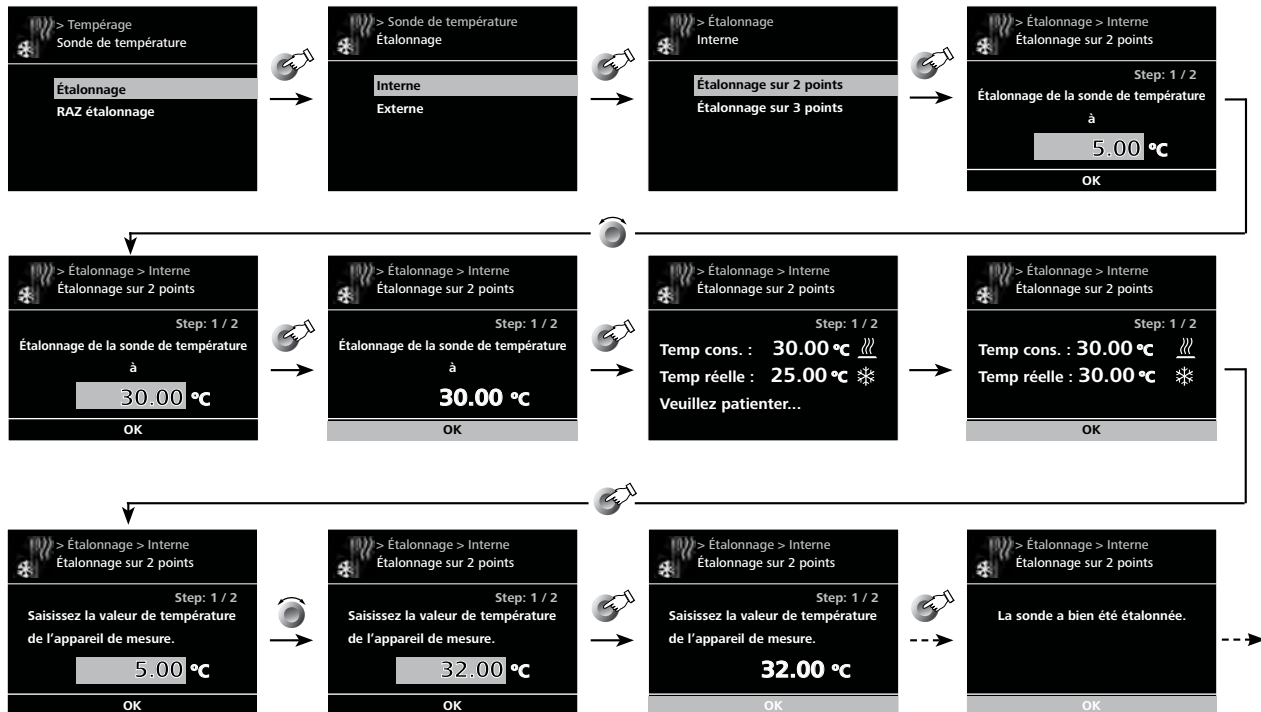 > Tempérage
Sonde de température
Étalonnage
RAZ étalonnage
> Sonde de température
Étalonnage
Interne
Externe
> Étalonnage
Interne
Étalonnage sur 2 points
Étalonnage sur 3 points
> Étalonnage > Interne
Étalonnage sur 2 points
Step: 1 / 2
Étalonnage de la sonde de température
à
5.00 °C
OK
> Étalonnage > Interne
Étalonnage sur 2 points
Step: 1 / 2
Étalonnage de la sonde de température
à
30.00 °C
OK
> Étalonnage > Interne
Étalonnage sur 2 points
Step: 1 / 2
Étalonnage de la sonde de température
à
30.00 °C
OK
> Étalonnage > Interne
Étalonnage sur 2 points
Step: 1 / 2
Temp cons. : 30.00 °C
Temp réelle : 25.00 °C
Veuillez patienter...
> Étalonnage > Interne
Étalonnage sur 2 points
Step: 1 / 2
Temp cons. : 30.00 °C
Temp réelle : 30.00 °C
OK
> Étalonnage > Interne
Étalonnage sur 2 points
Step: 1 / 2
Saisissez la valeur de température
de l'appareil de mesure.
5.00 °C
OK
> Étalonnage > Interne
Étalonnage sur 2 points
Step: 1 / 2
Saisissez la valeur de température
de l'appareil de mesure.
32.00 °C
OK
> Étalonnage > Interne
Étalonnage sur 2 points
Step: 1 / 2
Saisissez la valeur de température
de l'appareil de mesure.
32.00 °C
OK
> Étalonnage > Interne
Étalonnage sur 2 points
La sonde a bien été étalonnée.